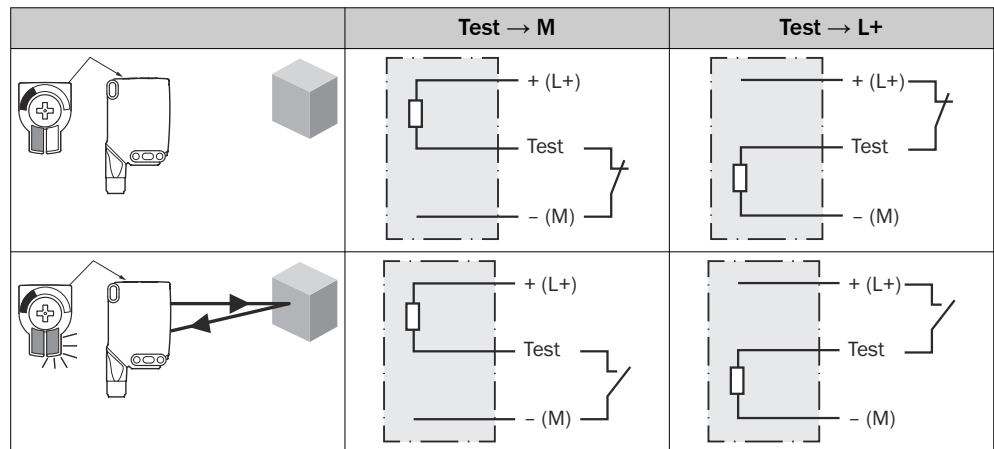 Test → M
Test → L+
+ (L+)
Test
– (M)
+ (L+)
Test
– (M)
+ (L+)
Test
– (M)
+ (L+)
Test
– (M)